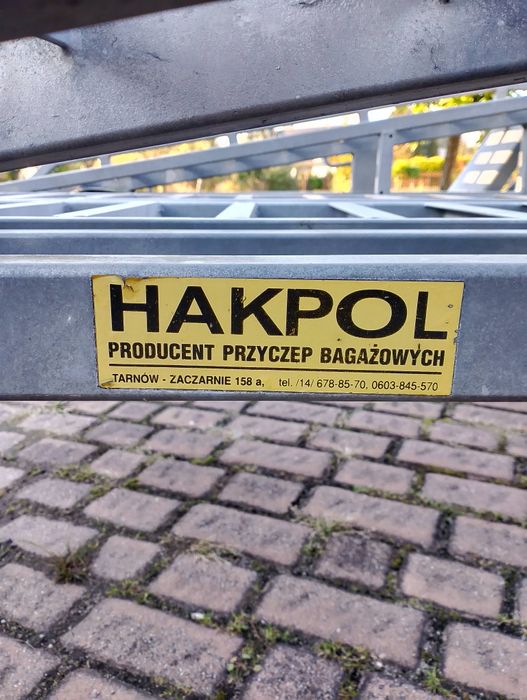 HAKPOL
PRODUCENT PRZYCZEP BAGAŻOWYCH
TARNÓW - ZACZARNIE 158 a, tel. /14/ 678-85-70, 0603-845-570